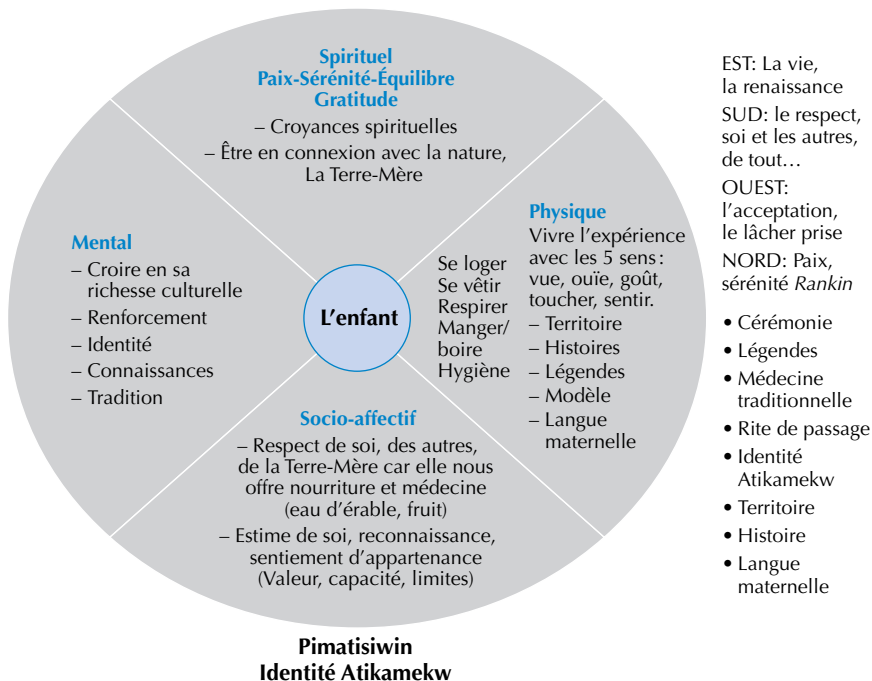 Spirituel
Paix-Sérénité-Équilibre
Gratitude
– Croyances spirituelles
– Être en connexion avec la nature,
La Terre-Mère
Mental
– Croire en sa
richesse culturelle
– Renforcement
– Identité
– Connaissances
– Tradition
L'enfant
Se loger
Se vêtir
Respirer
Manger/
boire
Hygiène
Physique
Vivre l'expérience
avec les 5 sens :
vue, ouïe, goût,
toucher, sentir.
– Territoire
– Histoires
– Légendes
– Modèle
– Langue
maternelle
Socio-affectif
– Respect de soi, des autres,
de la Terre-Mère car elle nous
offre nourriture et médecine
(eau d'érable, fruit)
– Estime de soi, reconnaissance,
sentiement d'appartenance
(Valeur, capacité, limites)
Pimatisiwin
Identité Atikamekw
EST: La vie,
la renaissance
SUD: le respect,
soi et les autres,
de tout…
OUEST:
l'acceptation,
le lâcher prise
NORD: Paix,
sérénité Rankin
• Cérémonie
• Légendes
• Médecine
traditionnelle
• Rite de passage
• Identité
Atikamekw
• Territoire
• Histoire
• Langue
maternelle